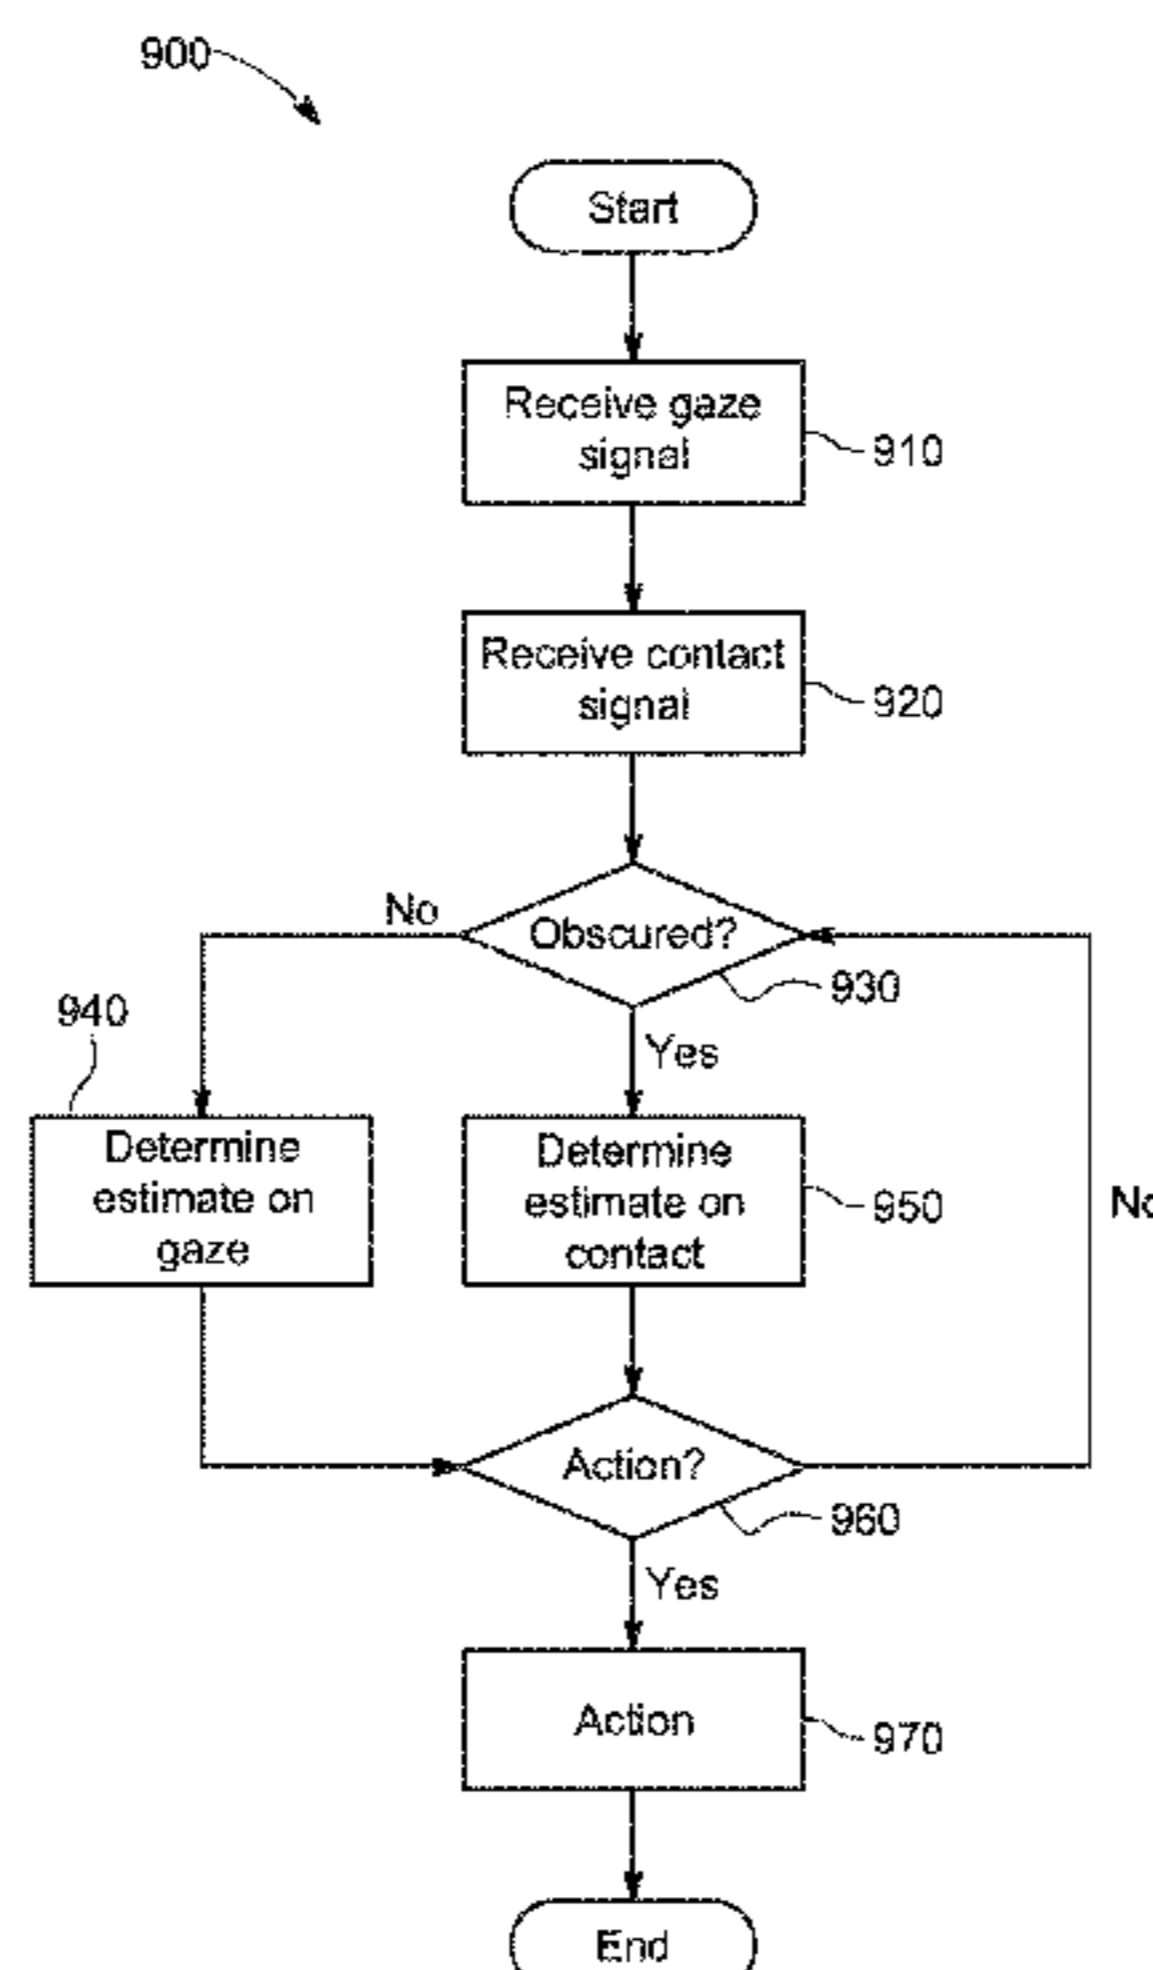 900
Start
Receive gaze
signal
910
Receive contact
signal
920
No
Obscured?
930
Yes
940
Determine
estimate on
gaze
Determine
estimate on
contact
950
No
Action?
960
Yes
Action
970
End